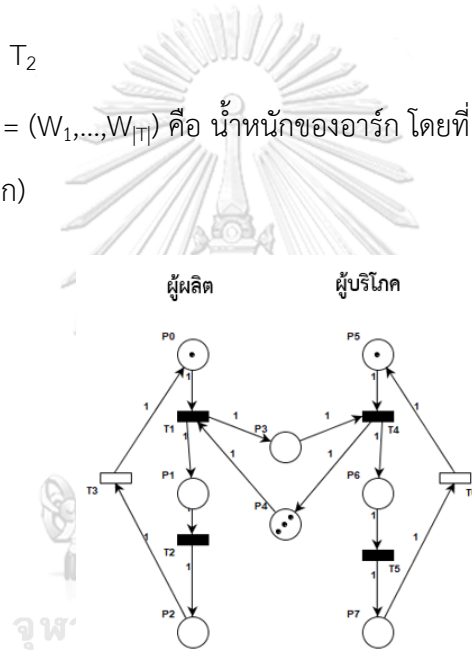 T₂
= (W₁,...,W|T|) คือ น้ำหนักของอาร์ก โดยที่
ก)
ผู้ผลิต ผู้บริโภค
P0 P5
1 1
1 1
T1 1 P3 1 T4
1 1
1 1
P1 P4 P6
T3
1 1
T2 T5
1 1
1 1
P2 P7